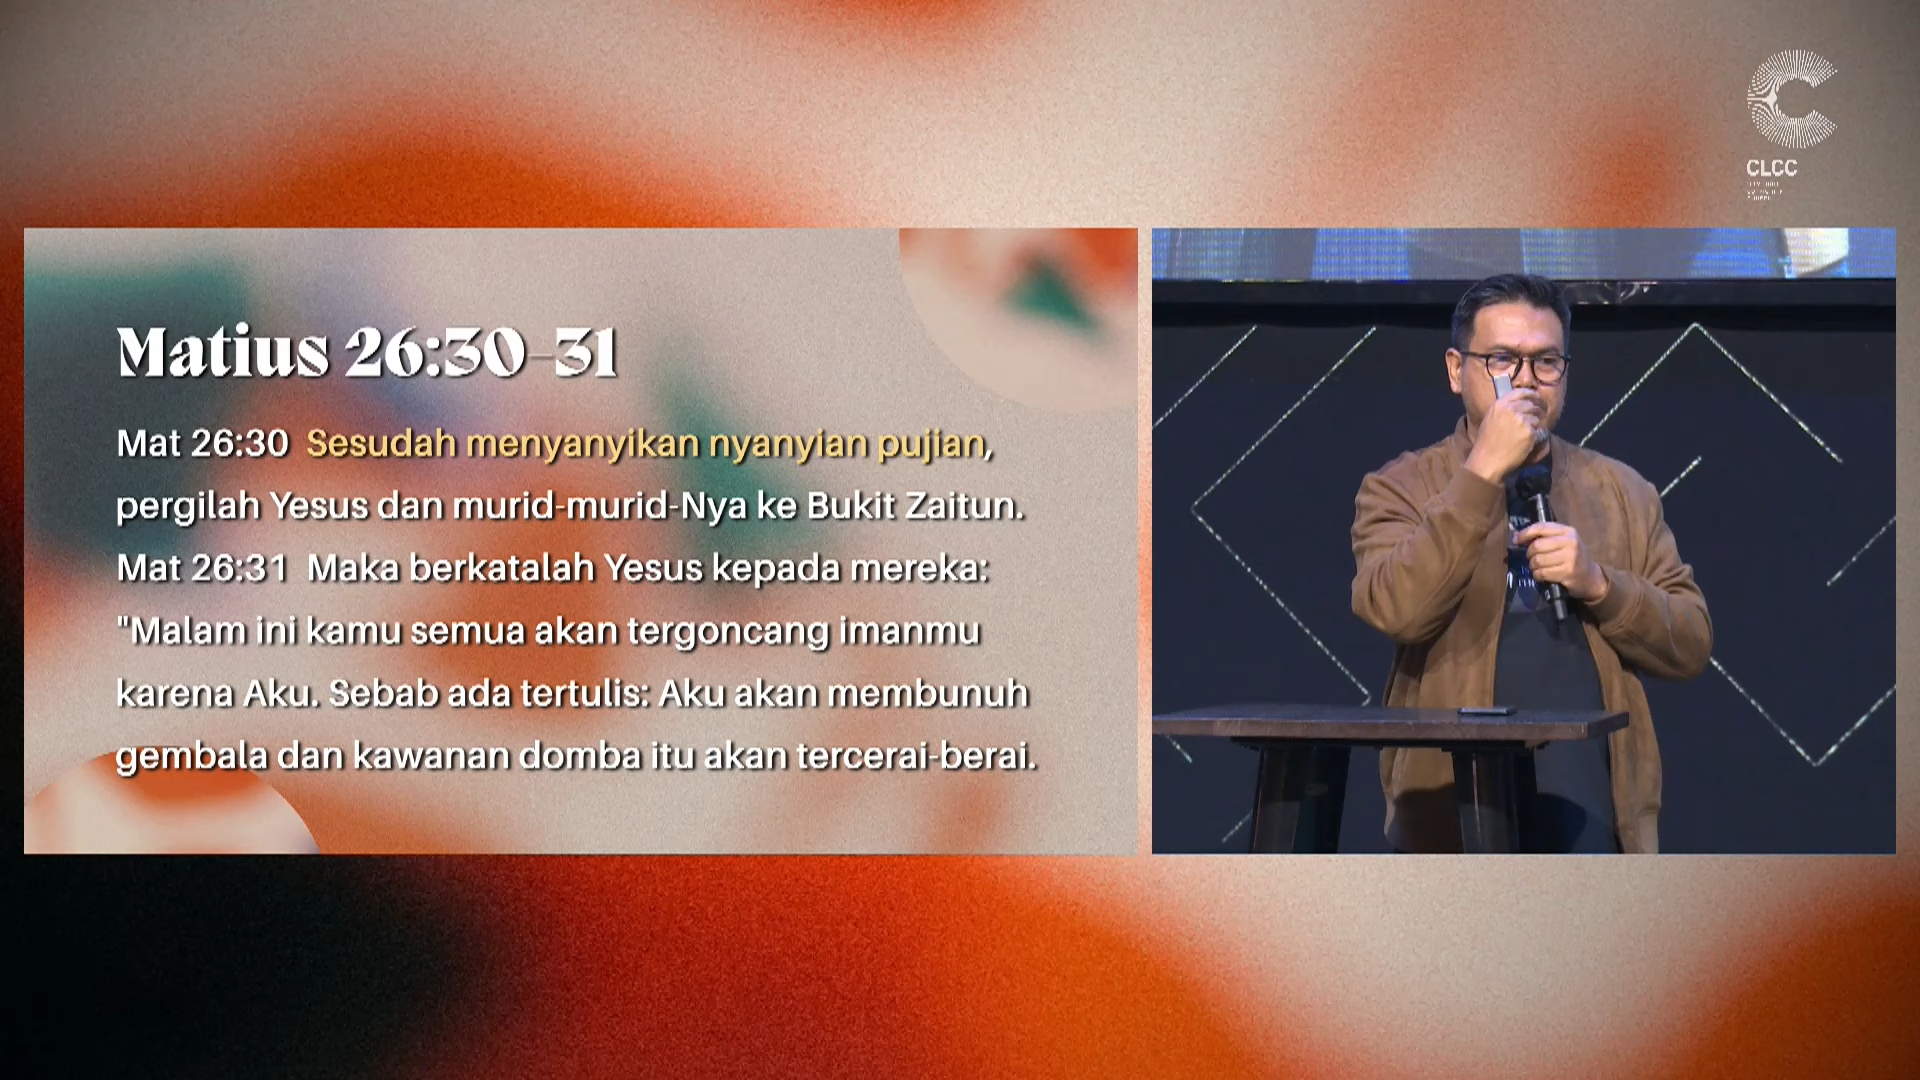 CLCC
Matius 26:30-31
Mat 26:30 Sesudah menyanyikan nyanyian pujian,
pergilah Yesus dan murid-murid-Nya ke Bukit Zaitun.
Mat 26:31 Maka berkatalah Yesus kepada mereka:
"Malam ini kamu semua akan tergoncang imanmu
karena Aku. Sebab ada tertulis: Aku akan membunuh
gembala dan kawanan domba itu akan tercerai-berai.